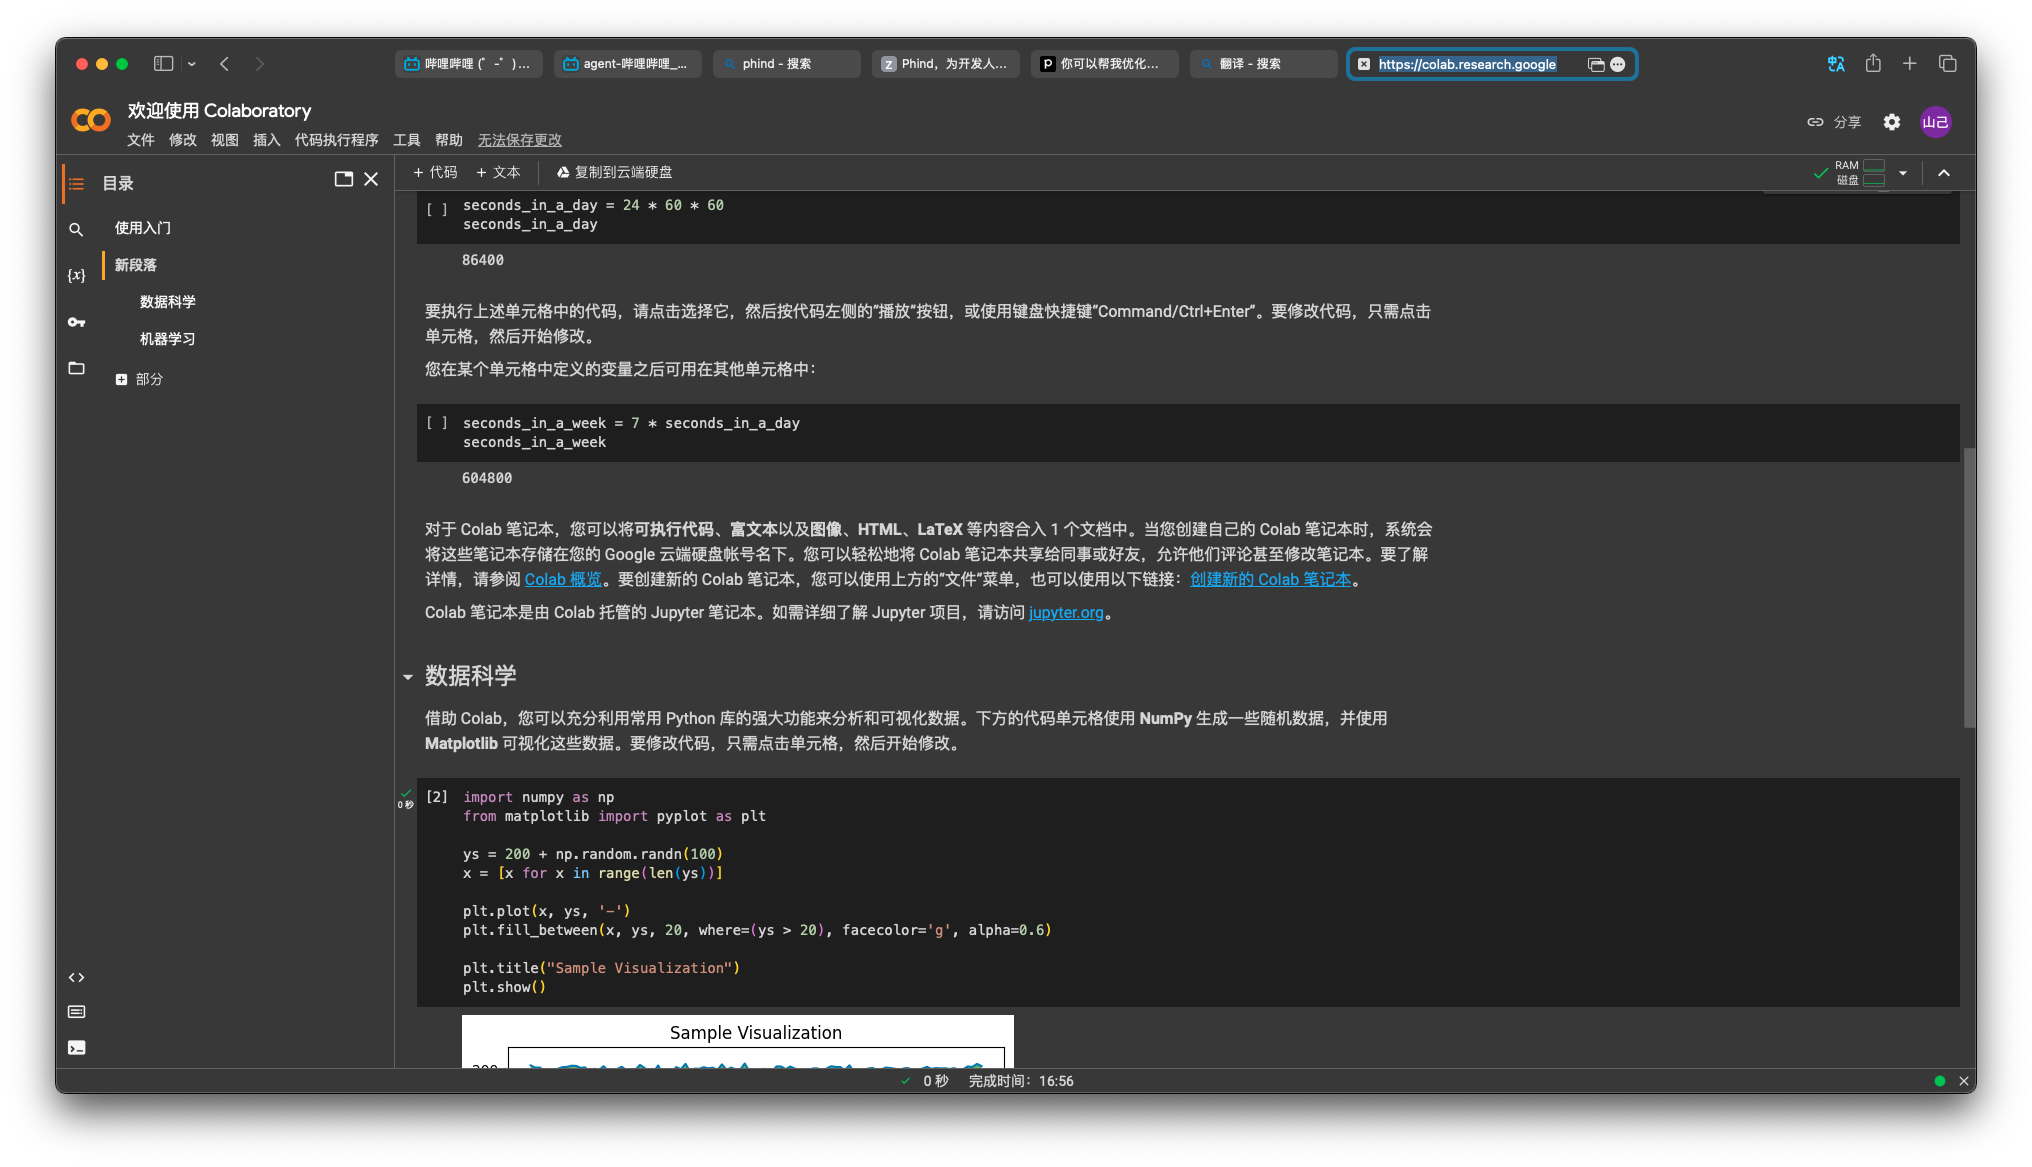 哔哩哔哩 (゜-゜)...
agent-哔哩哔哩_...
phind - 搜索
Phind，为开发人...
你可以帮我优化...
翻译 - 搜索
https://colab.research.google
欢迎使用 Colaboratory
文件 修改 视图 插入 代码执行程序 工具 帮助 无法保存更改
分享
山己
目录
使用入门
新段落
数据科学
机器学习
部分
{x}
+ 代码 + 文本 复制到云端硬盘
RAM
磁盘
[ ] seconds_in_a_day = 24 * 60 * 60
seconds_in_a_day
86400
要执行上述单元格中的代码，请点击选择它，然后按代码左侧的“播放”按钮，或使用键盘快捷键“Command/Ctrl+Enter”。要修改代码，只需点击
单元格，然后开始修改。
您在某个单元格中定义的变量之后可用在其他单元格中：
[ ] seconds_in_a_week = 7 * seconds_in_a_day
seconds_in_a_week
604800
对于 Colab 笔记本，您可以将可执行代码、富文本以及图像、HTML、LaTeX 等内容合入 1 个文档中。当您创建自己的 Colab 笔记本时，系统会
将这些笔记本存储在您的 Google 云端硬盘帐号名下。您可以轻松地将 Colab 笔记本共享给同事或好友，允许他们评论甚至修改笔记本。要了解
详情，请参阅 Colab 概览。要创建新的 Colab 笔记本，您可以使用上方的“文件”菜单，也可以使用以下链接：创建新的 Colab 笔记本。
Colab 笔记本是由 Colab 托管的 Jupyter 笔记本。如需详细了解 Jupyter 项目，请访问 jupyter.org。
数据科学
借助 Colab，您可以充分利用常用 Python 库的强大功能来分析和可视化数据。下方的代码单元格使用 NumPy 生成一些随机数据，并使用
Matplotlib 可视化这些数据。要修改代码，只需点击单元格，然后开始修改。
0 秒
[2] import numpy as np
from matplotlib import pyplot as plt
ys = 200 + np.random.randn(100)
x = [x for x in range(len(ys))]
plt.plot(x, ys, '-')
plt.fill_between(x, ys, 20, where=(ys > 20), facecolor='g', alpha=0.6)
plt.title("Sample Visualization")
plt.show()
Sample Visualization
200
0 秒 完成时间：16:56